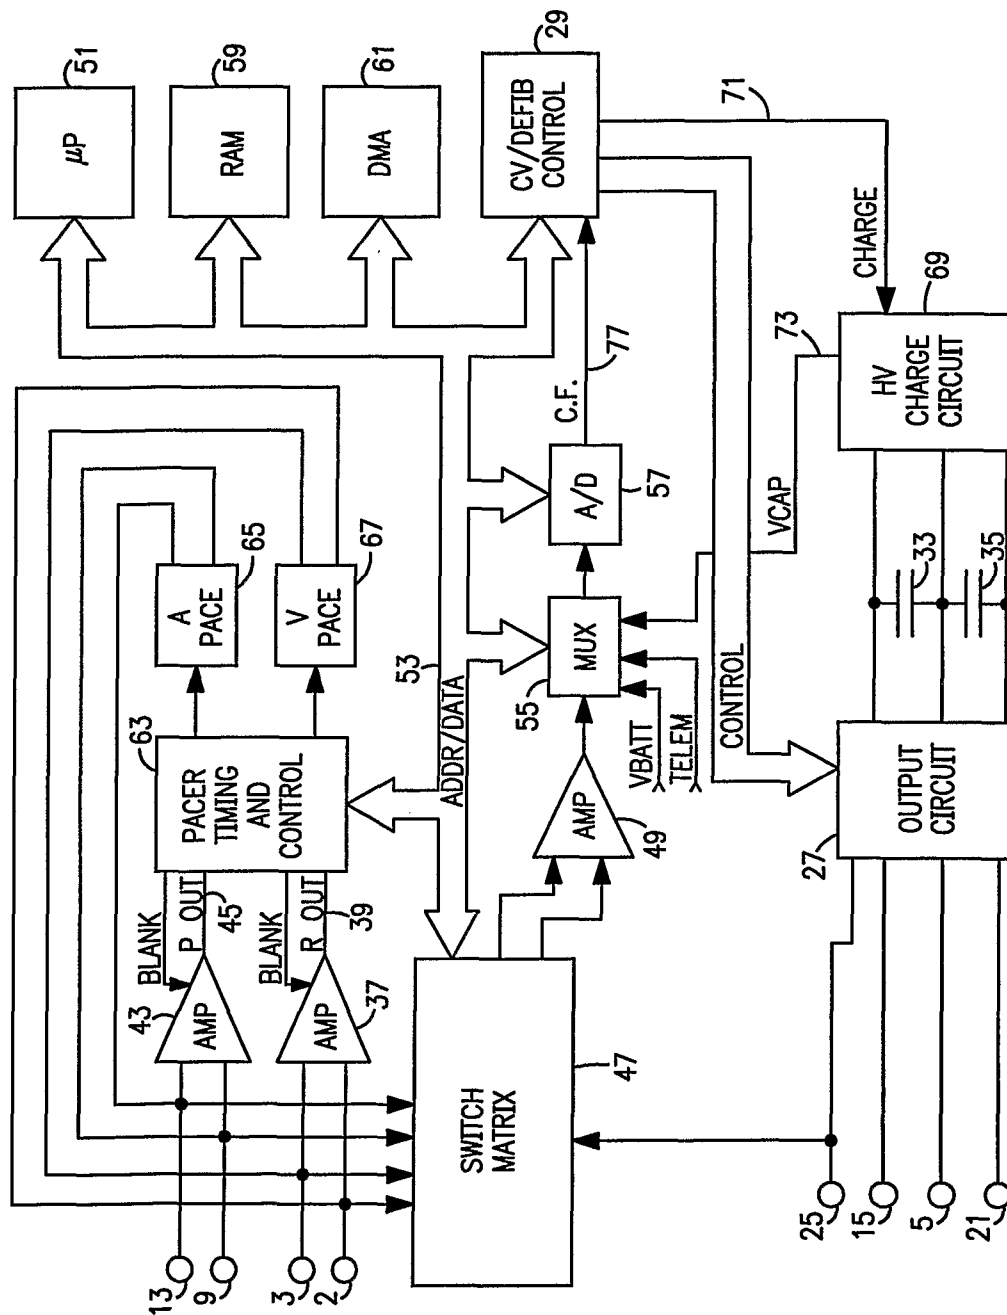 μP
51
RAM
59
DMA
61
CV/DEFIB
CONTROL
29
A
PACE
65
V
PACE
67
PACER
TIMING
AND
CONTROL
63
BLANK
P OUT
45
BLANK
R OUT
39
AMP
43
AMP
37
13
9
3
2
53
ADDR/DATA
SWITCH
MATRIX
47
AMP
49
MUX
55
A/D
57
C.F.
77
VBATT
TELEM
CONTROL
VCAP
73
CHARGE
71
HV
CHARGE
CIRCUIT
69
33
35
OUTPUT
CIRCUIT
27
25
15
5
21